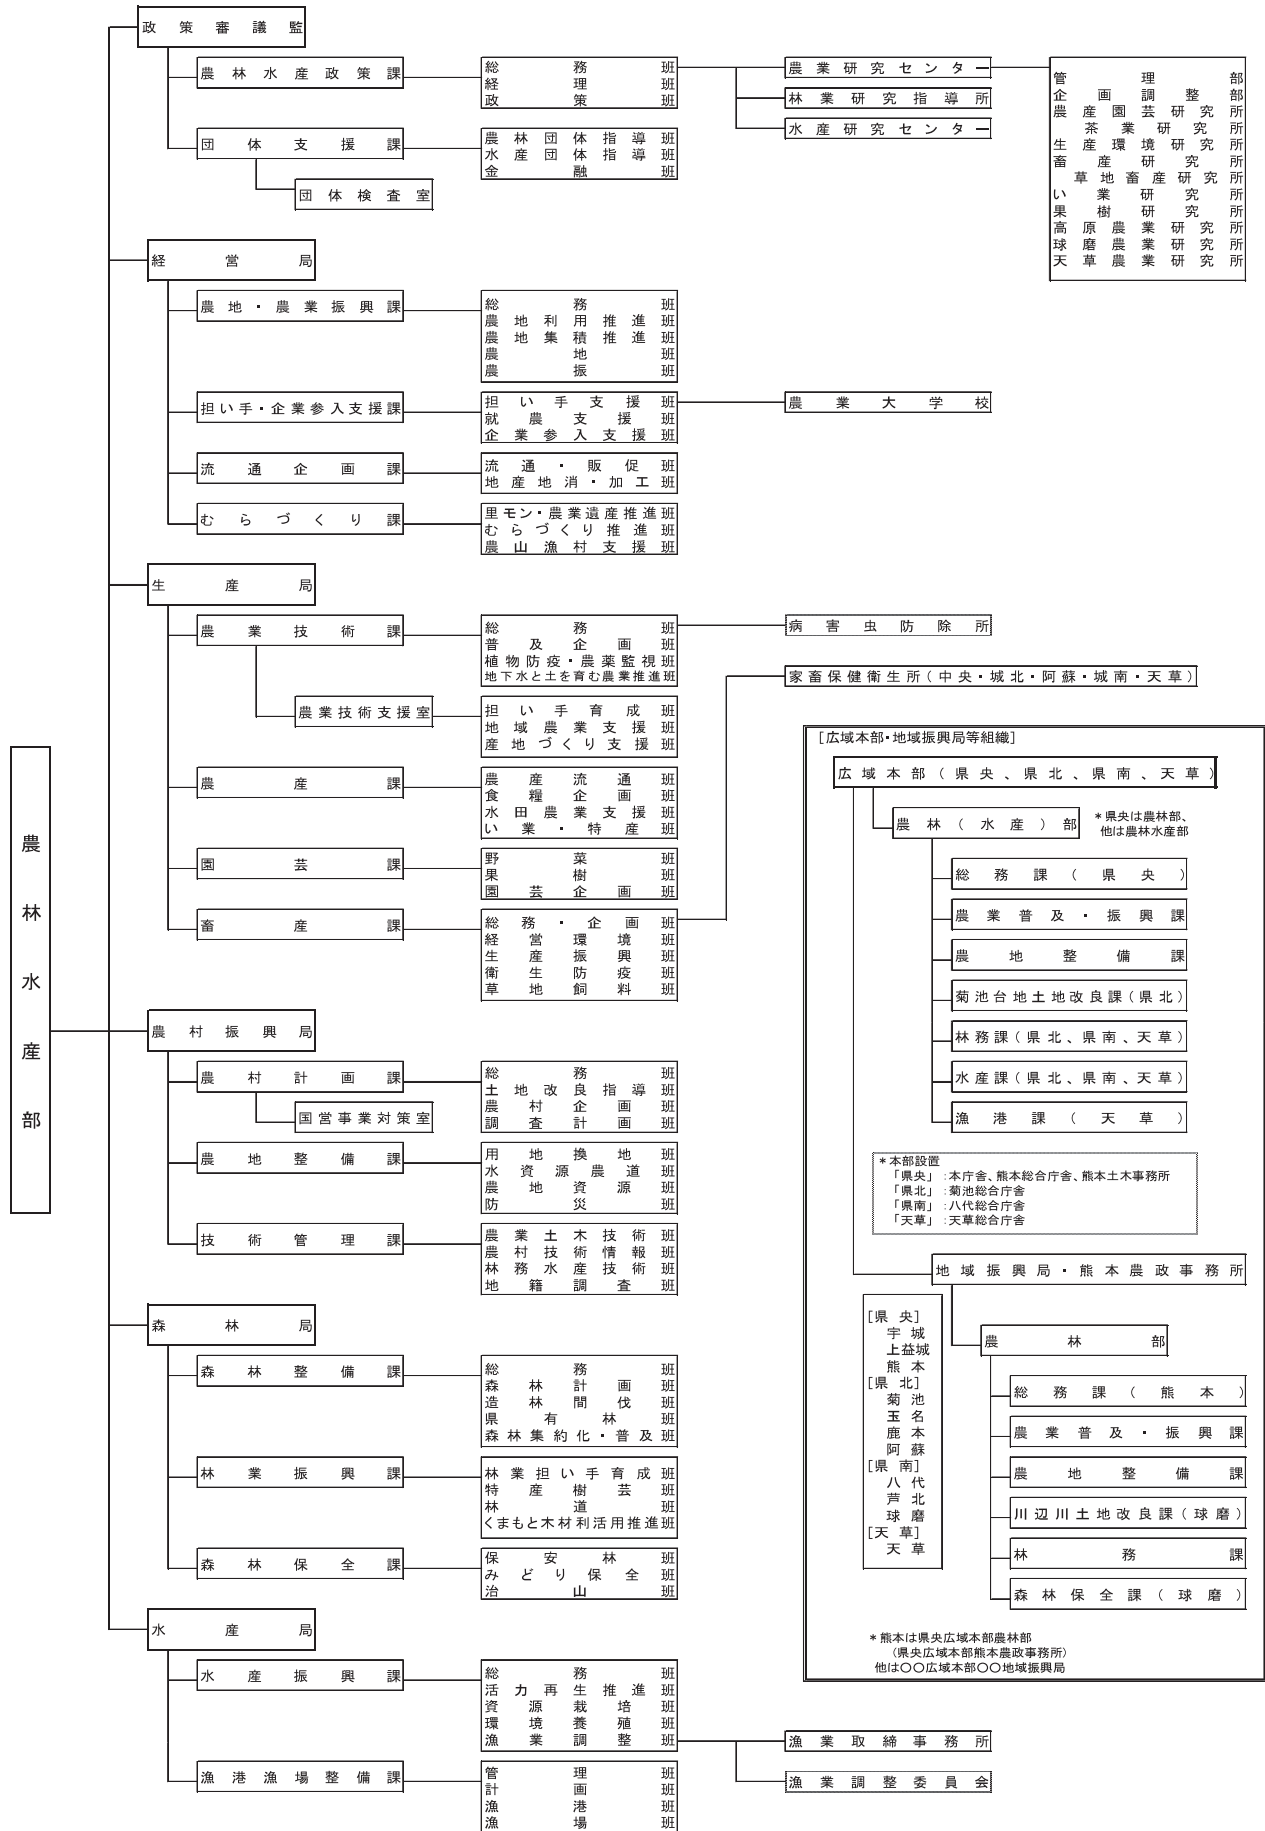 農林水産部
政策審議監
農林水産政策課
総務班
経理班
政策班
農業研究センター
林業研究指導所
水産研究センター
管理部
企画調整部
農産園芸研究所
茶業研究所
生産環境研究所
畜産研究所
草地畜産研究所
い業研究所
果樹研究所
高原農業研究所
球磨農業研究所
天草農業研究所
団体支援課
農林団体指導班
水産団体指導班
金融班
団体検査室
経営局
農地・農業振興課
総務班
農地利用推進班
農地集積推進班
農地班
農振班
担い手・企業参入支援課
担い手支援班
就農支援班
企業参入支援班
農業大学校
流通企画課
流通・販促班
地産地消・加工班
むらづくり課
里モン・農業遺産推進班
むらづくり推進班
農山漁村支援班
生産局
農業技術課
総務班
普及企画班
植物防疫・農薬監視班
地下水と土を育む農業推進班
病害虫防除所
農業技術支援室
担い手育成班
地域農業支援班
産地づくり支援班
農産課
農産流通班
食糧企画班
水田農業支援班
い業・特産班
園芸課
野菜班
果樹班
園芸企画班
畜産課
総務・企画班
経営環境班
生産振興班
衛生防疫班
草地飼料班
家畜保健衛生所(中央・城北・阿蘇・城南・天草)
農村振興局
農村計画課
総務班
土地改良指導班
農村企画班
調査計画班
国営事業対策室
農地整備課
用地換地班
水資源農道班
農地資源班
防災班
技術管理課
農業土木技術班
農村技術情報班
林務水産技術班
地籍調査班
森林局
森林整備課
総務班
森林計画班
造林間伐班
県有林班
森林集約化・普及班
林業振興課
林業担い手育成班
特産樹芸班
林道班
くまもと木材利活用推進班
森林保全課
保安林班
みどり保全班
治山班
水産局
水産振興課
総務班
活力再生推進班
資源栽培班
環境養殖班
漁業調整班
漁業取締事務所
漁業調整委員会
漁港漁場整備課
管理班
計画班
漁港班
漁場班
[広域本部・地域振興局等組織]
広域本部(県央、県北、県南、天草)
農林(水産)部
*県央は農林部、
他は農林水産部
総務課(県央)
農業普及・振興課
農地整備課
菊池台地土地改良課(県北)
林務課(県北、県南、天草)
水産課(県北、県南、天草)
漁港課(天草)
*本部設置
「県央」:本庁舎、熊本総合庁舎、熊本土木事務所
「県北」:菊池総合庁舎
「県南」:八代総合庁舎
「天草」:天草総合庁舎
地域振興局・熊本農政事務所
[県央]
宇城
上益城
熊本
[県北]
菊池
玉名
鹿本
阿蘇
[県南]
八代
芦北
球磨
[天草]
天草
農林部
総務課(熊本)
農業普及・振興課
農地整備課
川辺川土地改良課(球磨)
林務課
森林保全課(球磨)
*熊本は県央広域本部農林部
(県央広域本部熊本農政事務所)
他は〇〇広域本部〇〇地域振興局